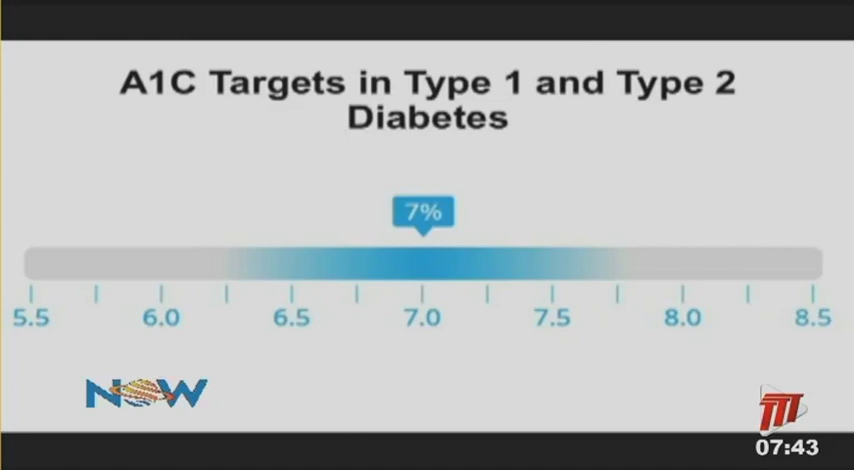 A1C Targets in Type 1 and Type 2
Diabetes
7%
5.5 6.0 6.5 7.0 7.5 8.0 8.5
NOW
07:43